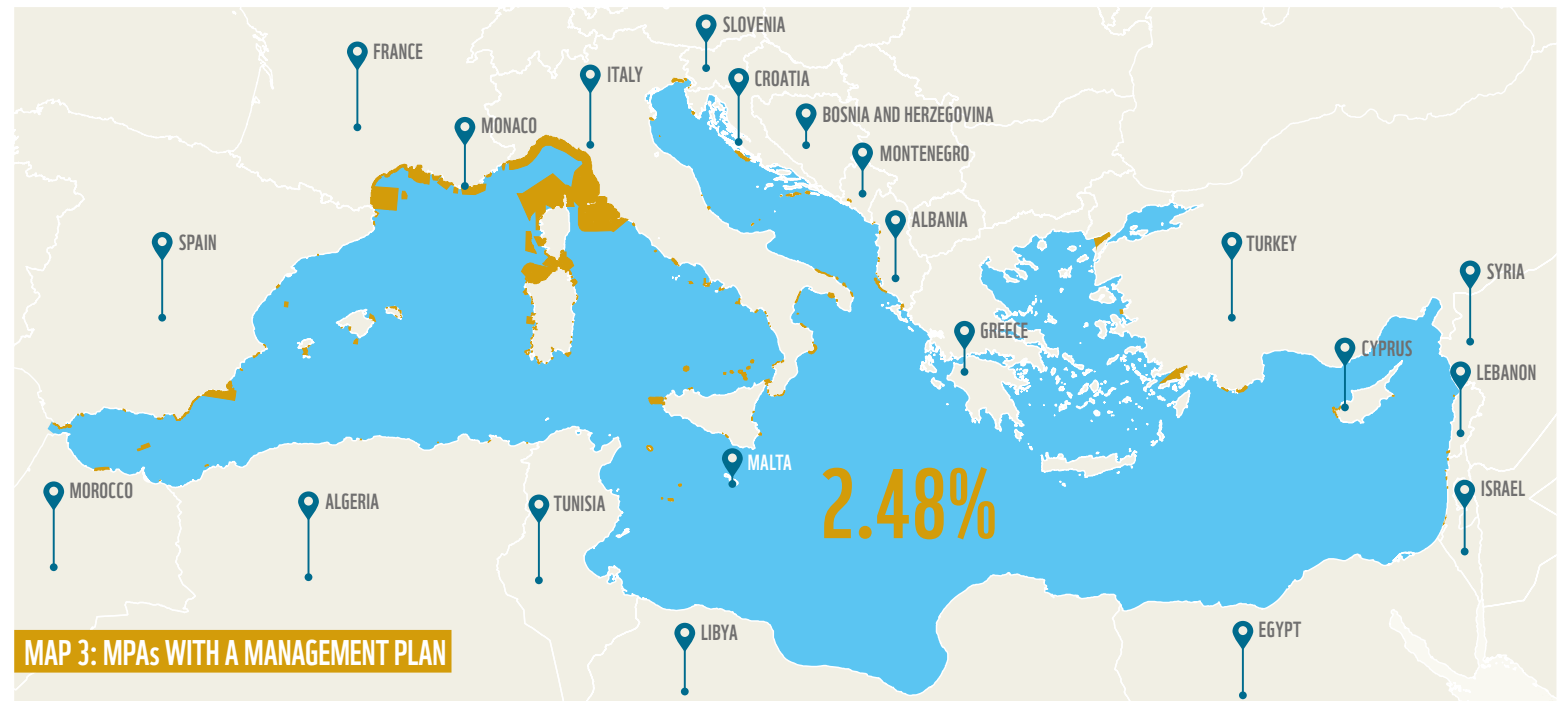 SLOVENIA
FRANCE
ITALY
CROATIA
BOSNIA AND HERZEGOVINA
MONACO
MONTENEGRO
ALBANIA
SPAIN
TURKEY
SYRIA
GREECE
CYPRUS
LEBANON
MALTA
2.48%
MOROCCO
ALGERIA
TUNISIA
ISRAEL
LIBYA
EGYPT
MAP 3: MPAs WITH A MANAGEMENT PLAN